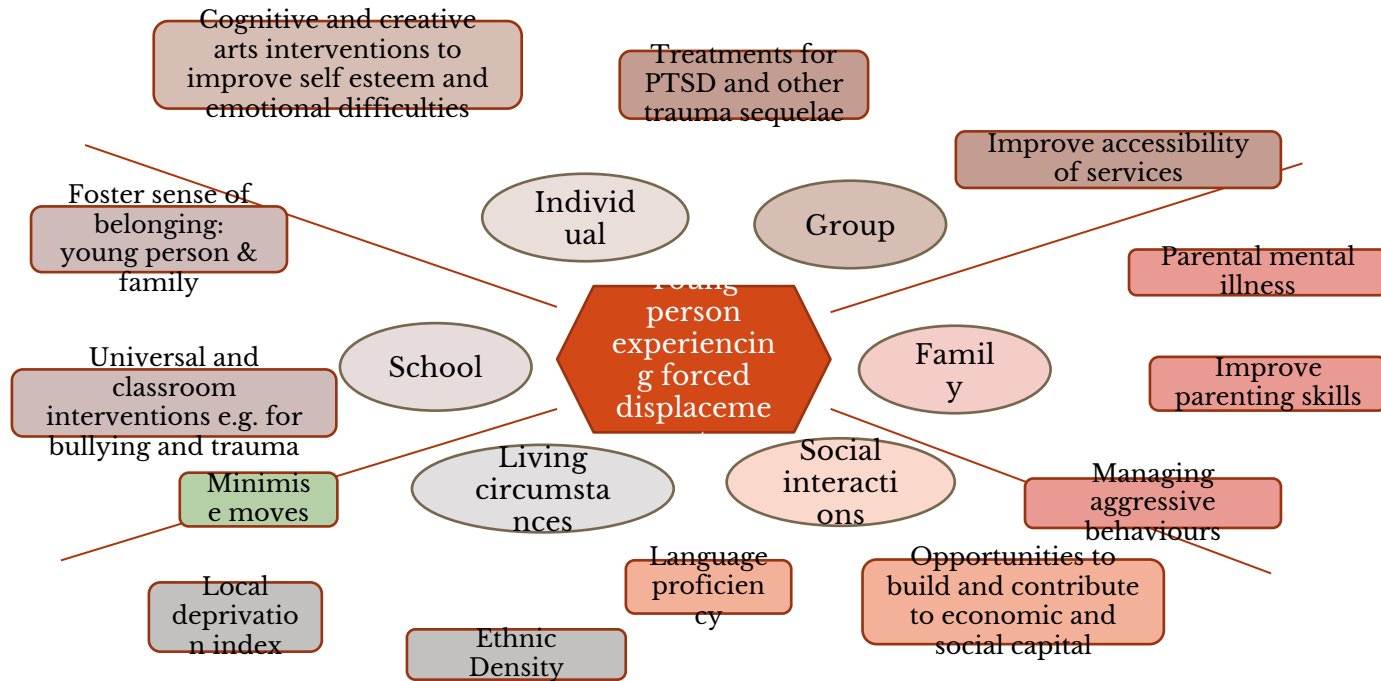 Cognitive and creative
arts interventions to
improve self esteem and
emotional difficulties
Treatments for
PTSD and other
trauma sequelae
Improve accessibility
of services
Foster sense of
belonging:
young person &
family
Individ
ual
Group
Parental mental
illness
Young
person
experiencin
g forced
displaceme
Universal and
classroom
interventions e.g. for
bullying and trauma
School
Famil
y
Improve
parenting skills
Minimis
e moves
Living
circumsta
nces
Social
interacti
ons
Managing
aggressive
behaviours
Local
deprivatio
n index
Ethnic
Density
Language
proficien
cy
Opportunities to
build and contribute
to economic and
social capital